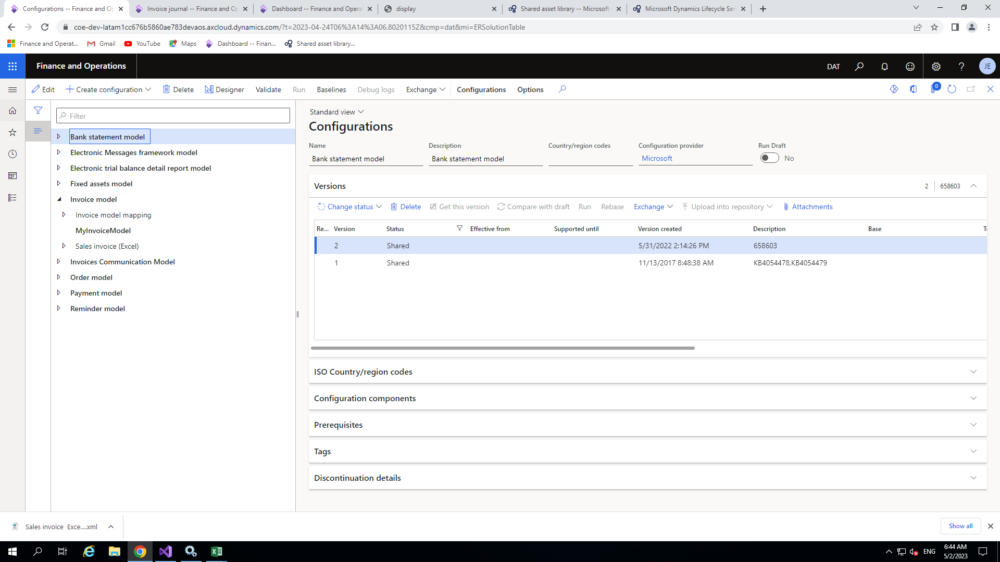 Configurations -- Finance and Op
Invoice journal -- Finance and Op
Dashboard -- Finance and Opera
display
Shared asset library -- Microsoft
Microsoft Dynamics Lifecycle Ser
coe-dev-latam1cc676b5860ae783devaos.axcloud.dynamics.com/?t=2023-04-24T06%3A14%3A06.8020115Z&cmp=dat&mi=ERSolutionTable
Finance and Operat...
Gmail
YouTube
Maps
Dashboard -- Finan...
Shared asset library...
Finance and Operations
DAT
JE
Edit
Create configuration
Delete
Designer
Validate
Run
Baselines
Debug logs
Exchange
Configurations
Options
0
Filter
Bank statement model
Electronic Messages framework model
Electronic trial balance detail report model
Fixed assets model
Invoice model
Invoice model mapping
MyInvoiceModel
Sales invoice (Excel)
Invoices Communication Model
Order model
Payment model
Reminder model
Standard view
Configurations
Name
Description
Country/region codes
Configuration provider
Run Draft
Bank statement model
Bank statement model
Microsoft
No
Versions
2
658603
Change status
Delete
Get this version
Compare with draft
Run
Rebase
Exchange
Upload into repository
Attachments
Re...
Version
Status
Effective from
Supported until
Version created
Description
Base
2
Shared
5/31/2022 2:14:26 PM
658603
1
Shared
11/13/2017 8:48:38 AM
KB4054478,KB4054479
ISO Country/region codes
Configuration components
Prerequisites
Tags
Discontinuation details
Sales invoice Exce....xml
Show all
ENG
6:44 AM
5/2/2023